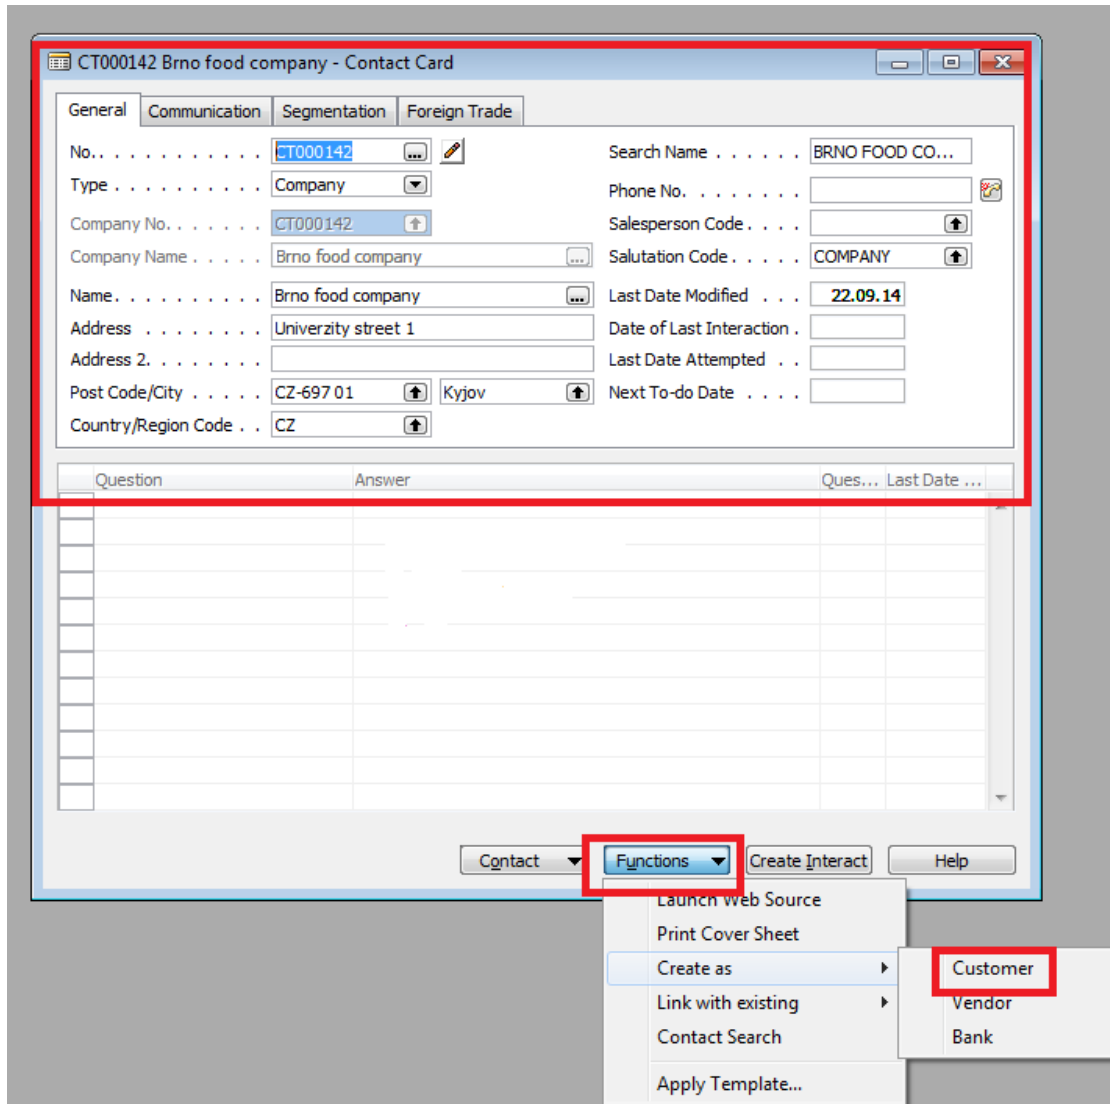 CT000142 Brno food company - Contact Card
General Communication Segmentation Foreign Trade
No. . . . . . . . . . . . CT000142 ...
Type . . . . . . . . . . Company
Company No. . . . . . . CT000142
Company Name . . . . . Brno food company ...
Name. . . . . . . . . . . Brno food company ...
Address . . . . . . . . Univerzity street 1
Address 2. . . . . . . .
Post Code/City . . . . . CZ-697 01 Kyjov
Country/Region Code . . CZ
Search Name . . . . . . BRNO FOOD CO...
Phone No. . . . . . . .
Salesperson Code. . . .
Salutation Code. . . . . COMPANY
Last Date Modified . . . 22.09.14
Date of Last Interaction .
Last Date Attempted . .
Next To-do Date . . . .
Question Answer Ques... Last Date ...
Contact Functions Create Interact Help
Launch Web Source
Print Cover Sheet
Create as
Link with existing
Contact Search
Apply Template...
Customer
Vendor
Bank